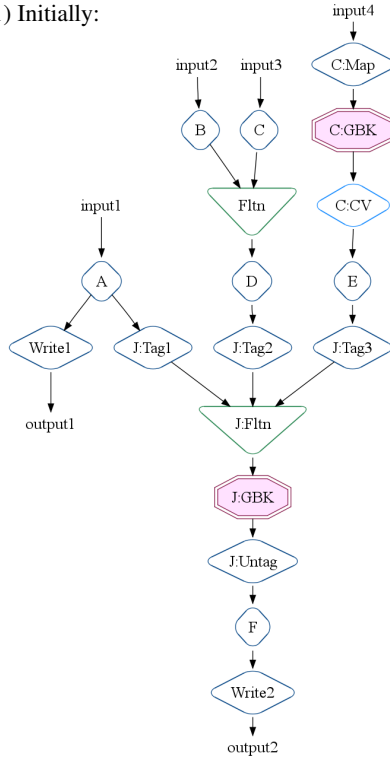 ) Initially:
input4
C:Map
input2
input3
B
C
C:GBK
Fltn
C:CV
input1
A
D
E
Write1
J:Tag1
J:Tag2
J:Tag3
output1
J:Fltn
J:GBK
J:Untag
F
Write2
output2